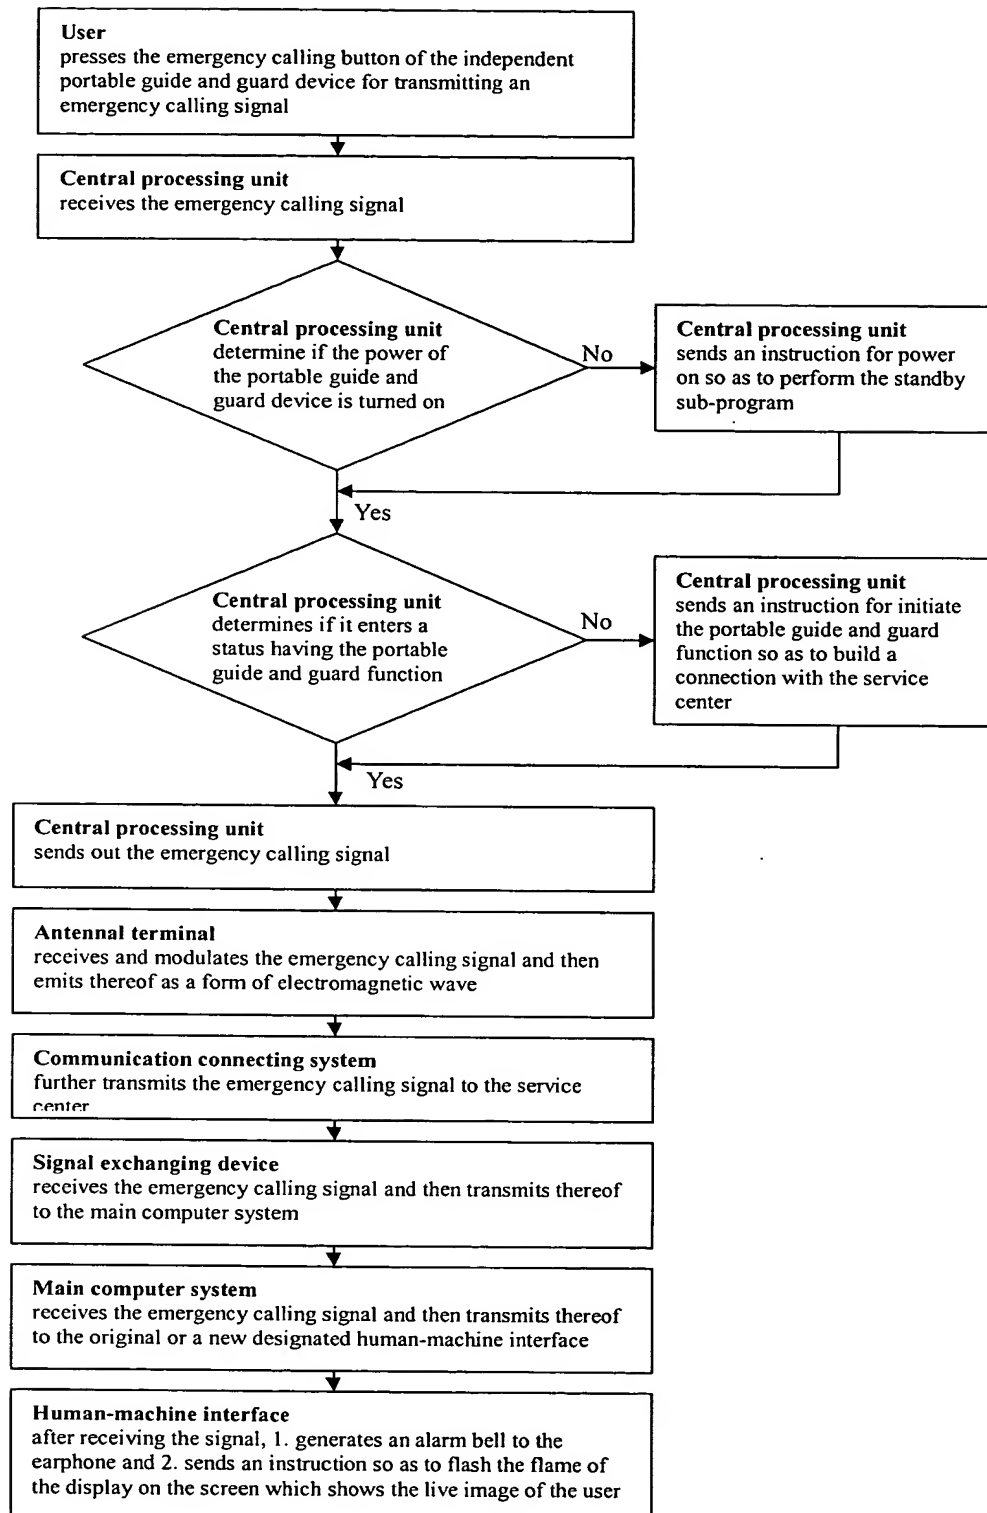 User
presses the emergency calling button of the independent
portable guide and guard device for transmitting an
emergency calling signal
Central processing unit
receives the emergency calling signal
Central processing unit
determine if the power of
the portable guide and
guard device is turned on
No
Central processing unit
sends an instruction for power
on so as to perform the standby
sub-program
Yes
Central processing unit
determines if it enters a
status having the portable
guide and guard function
No
Central processing unit
sends an instruction for initiate
the portable guide and guard
function so as to build a
connection with the service
center
Yes
Central processing unit
sends out the emergency calling signal
Antennal terminal
receives and modulates the emergency calling signal and then
emits thereof as a form of electromagnetic wave
Communication connecting system
further transmits the emergency calling signal to the service
center
Signal exchanging device
receives the emergency calling signal and then transmits thereof
to the main computer system
Main computer system
receives the emergency calling signal and then transmits thereof
to the original or a new designated human-machine interface
Human-machine interface
after receiving the signal, 1. generates an alarm bell to the
earphone and 2. sends an instruction so as to flash the flame of
the display on the screen which shows the live image of the user